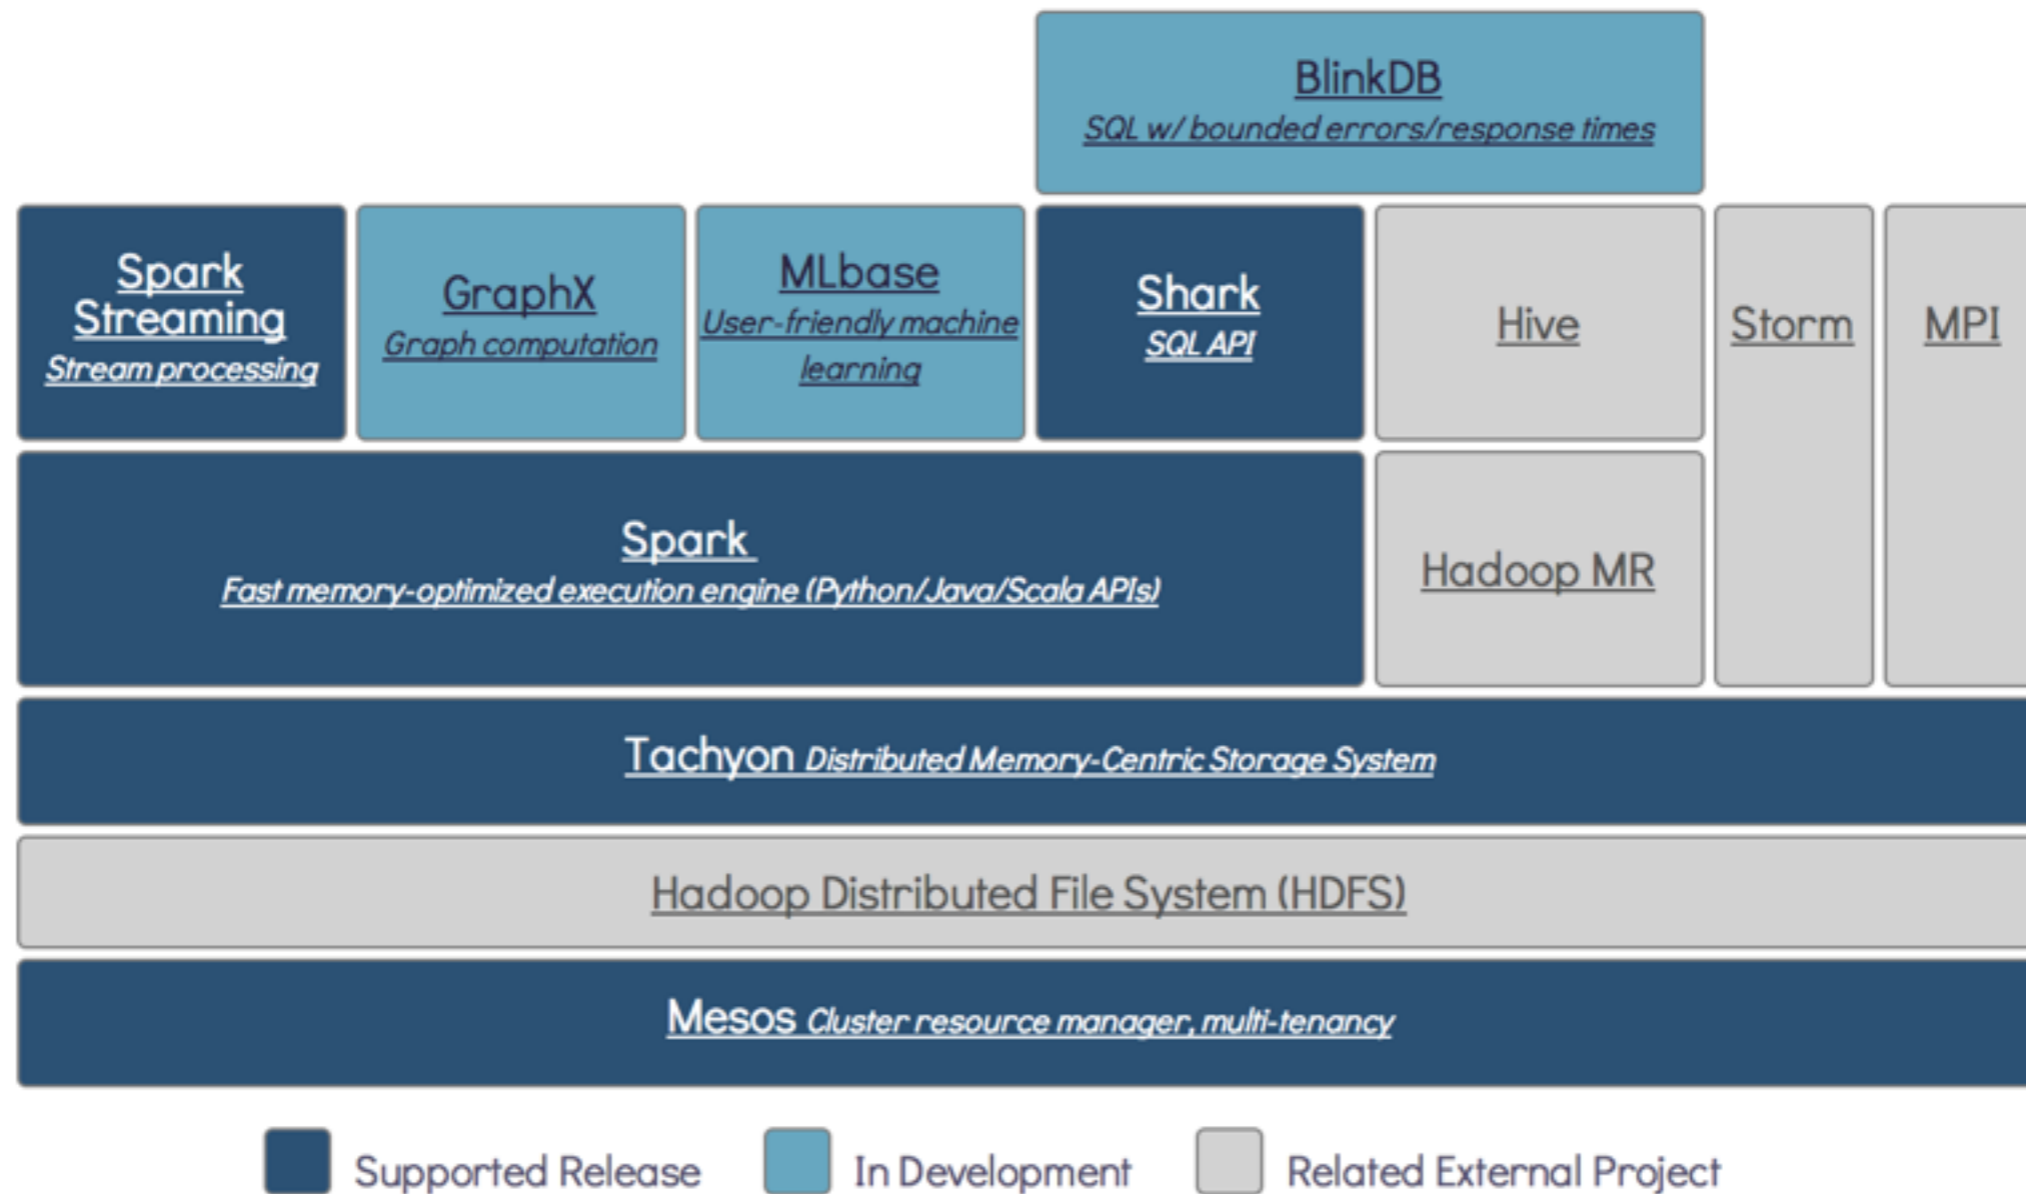 BlinkDB
SQL w/ bounded errors/response times
Spark
Streaming
Stream processing
GraphX
Graph computation
MLbase
User-friendly machine
learning
Shark
SQL API
Hive
Storm
MPI
Spark
Fast memory-optimized execution engine (Python/Java/Scala APIs)
Hadoop MR
Tachyon Distributed Memory-Centric Storage System
Hadoop Distributed File System (HDFS)
Mesos Cluster resource manager, multi-tenancy
Supported Release
In Development
Related External Project